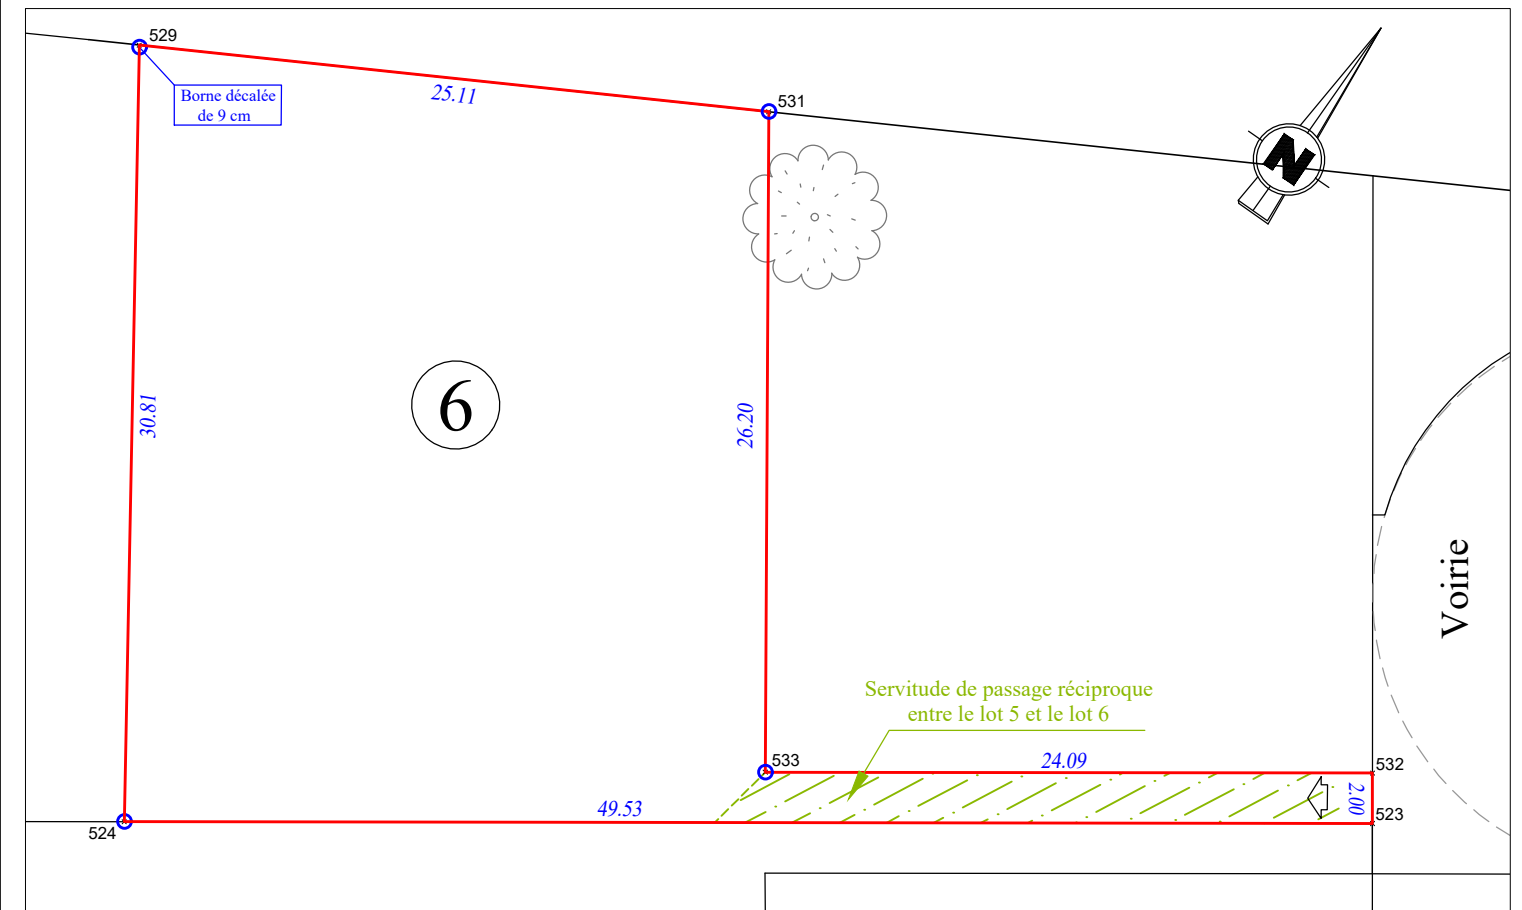 529
Borne décalée
de 9 cm
25.11
531
N
30.81
6
26.20
Voirie
Servitude de passage réciproque
entre le lot 5 et le lot 6
533
24.09
532
2.00
49.53
523
524